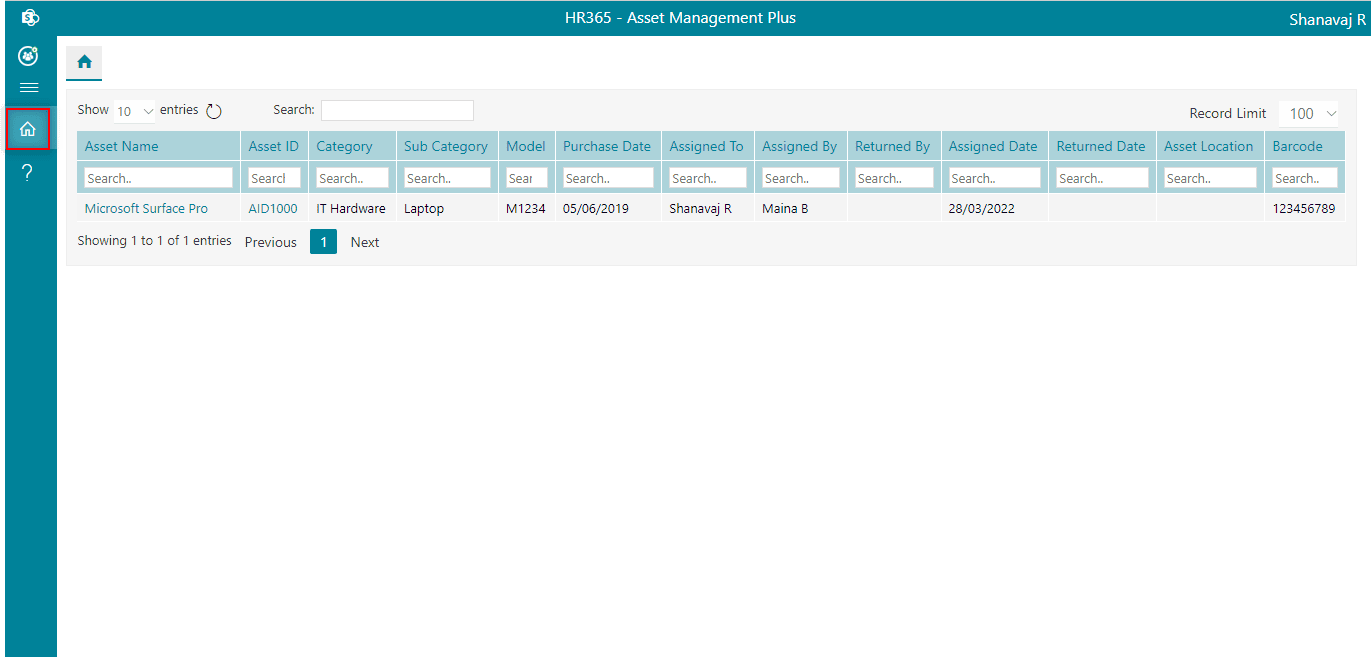 HR365 - Asset Management Plus
Shanavaj R
Show 10 entries Search: Record Limit 100
Asset Name Asset ID Category Sub Category Model Purchase Date Assigned To Assigned By Returned By Assigned Date Returned Date Asset Location Barcode
Search.. Searcl Search.. Search.. Sear Search.. Search.. Search.. Search.. Search.. Search.. Search.. Search..
Microsoft Surface Pro AID1000 IT Hardware Laptop M1234 05/06/2019 Shanavaj R Maina B 28/03/2022 123456789
Showing 1 to 1 of 1 entries Previous 1 Next